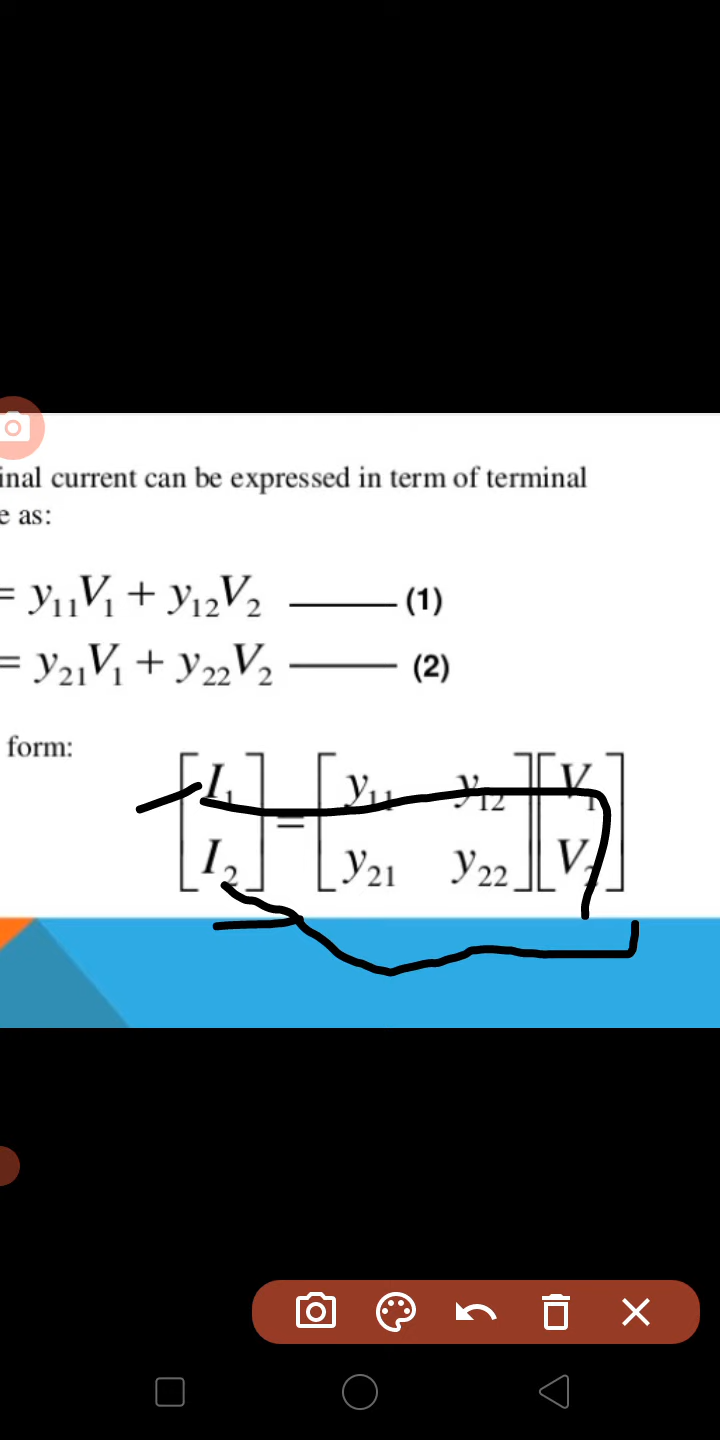 inal current can be expressed in term of terminal
e as:
= y₁₁V₁ + y₁₂V₂ ——— (1)
= y₂₁V₁ + y₂₂V₂ ——— (2)
form:
[I₁] = [y₁₁ y₁₂] [V₁]
[I₂] [y₂₁ y₂₂] [V₂]